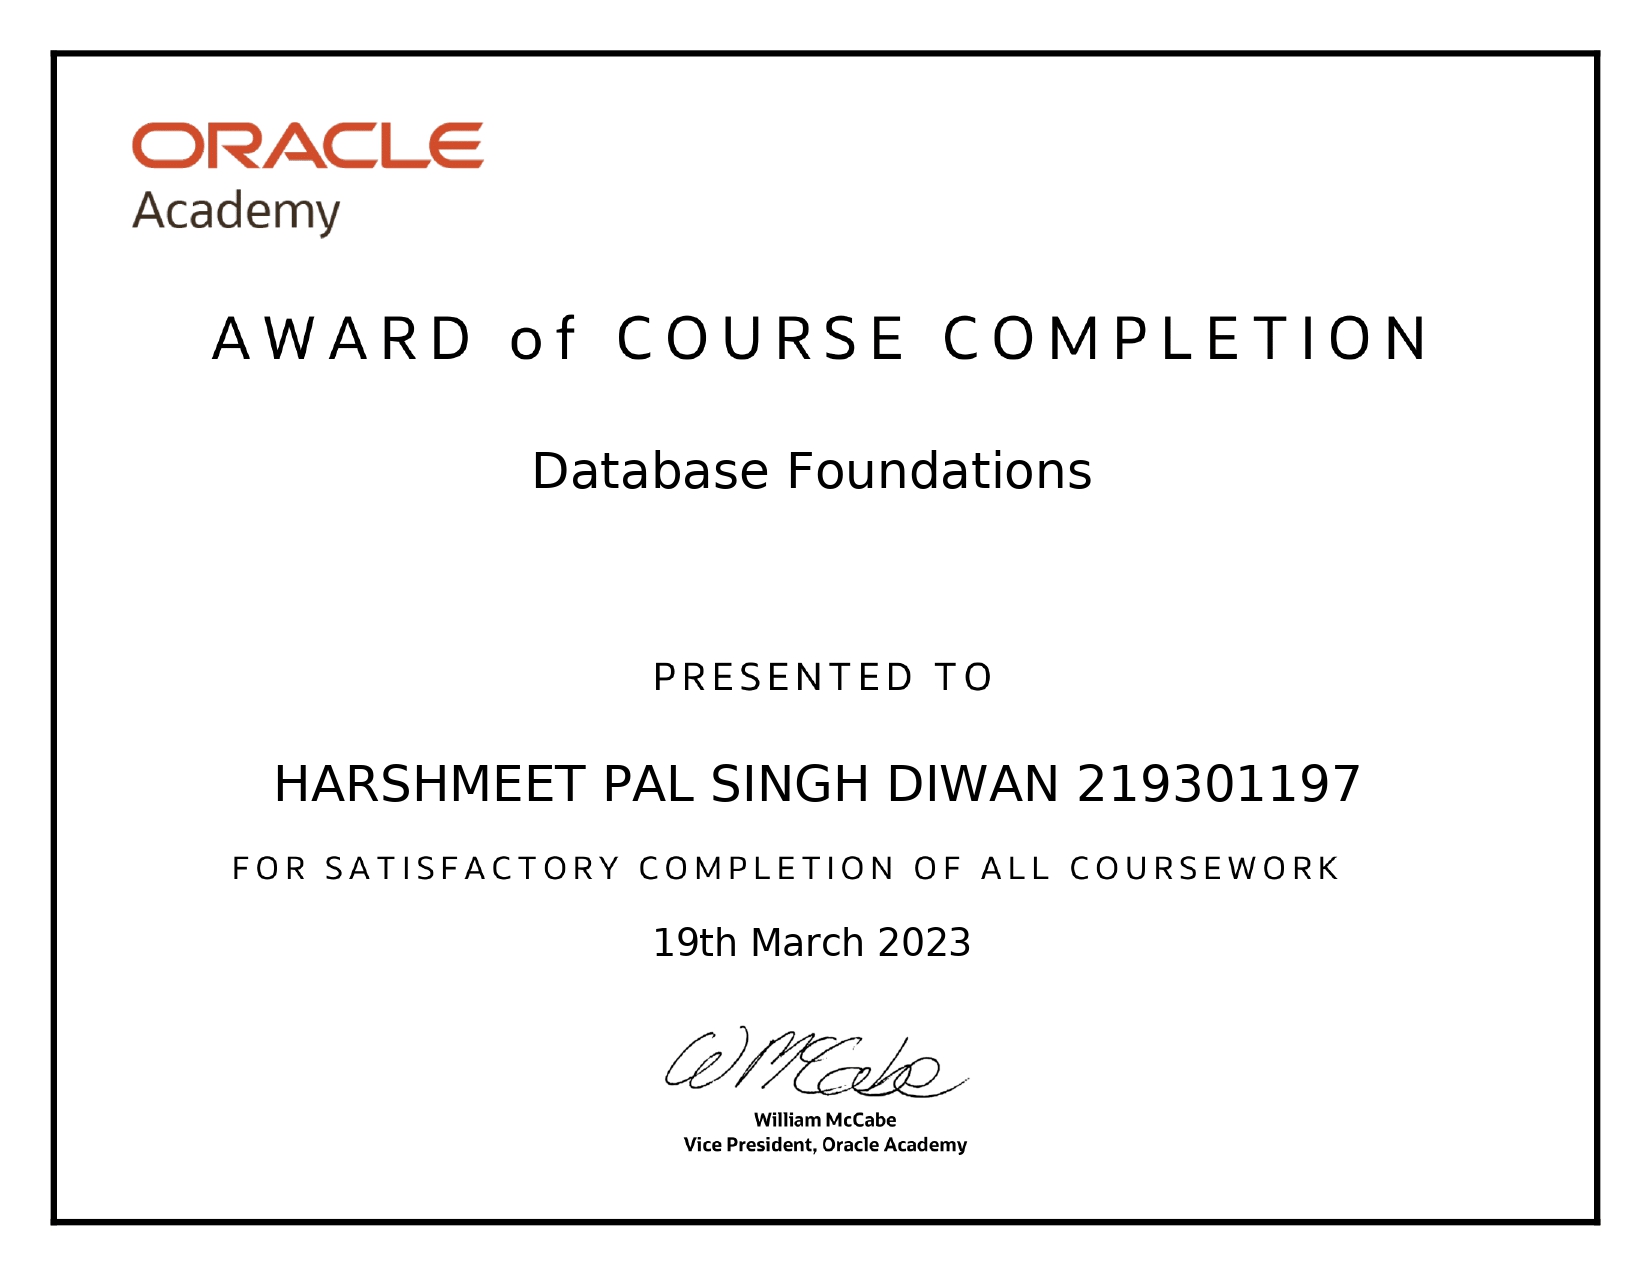 ORACLE
Academy
AWARD of COURSE COMPLETION
Database Foundations
PRESENTED TO
HARSHMEET PAL SINGH DIWAN 219301197
FOR SATISFACTORY COMPLETION OF ALL COURSEWORK
19th March 2023
WMcCabe
William McCabe
Vice President, Oracle Academy